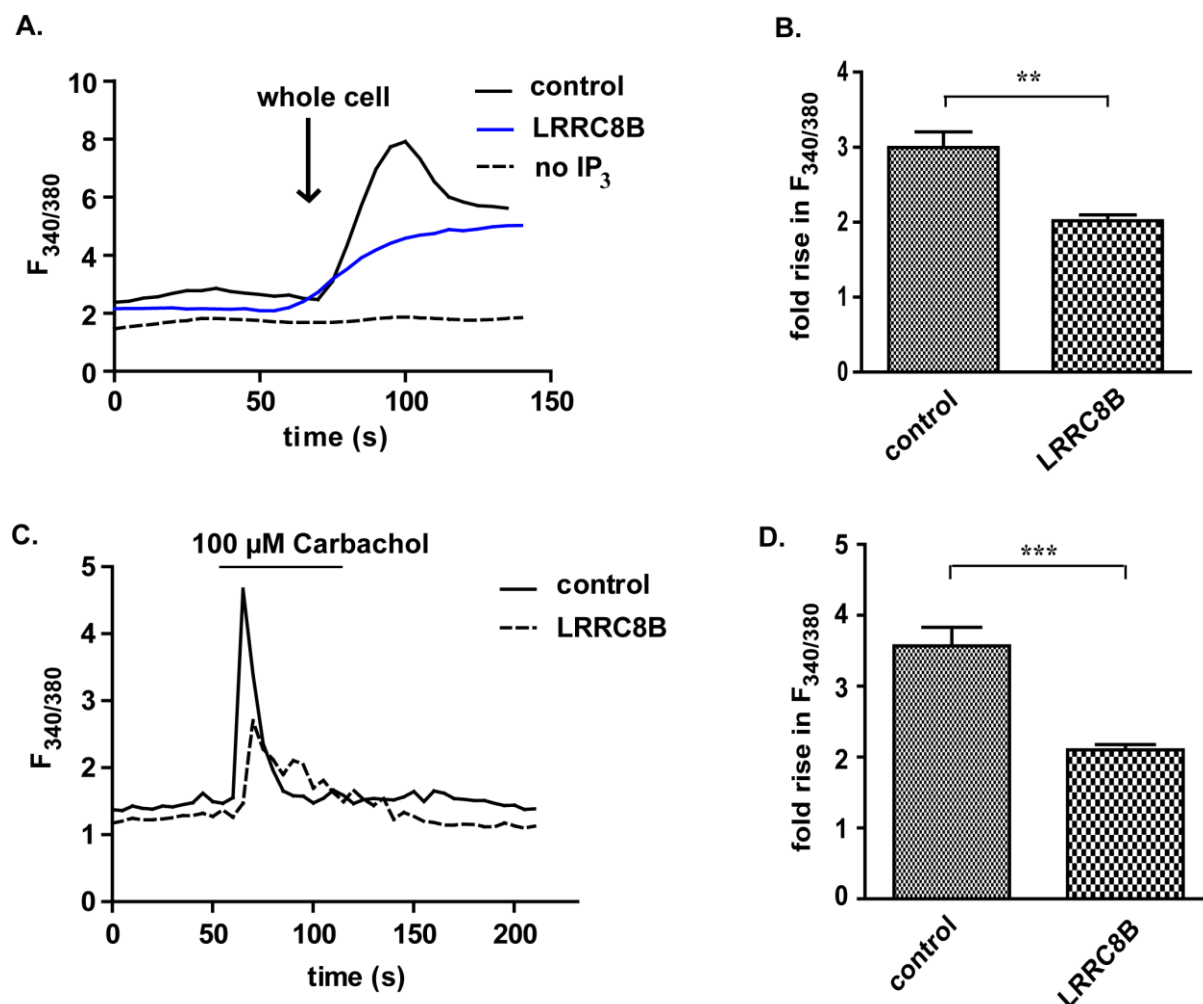 A.
F340/380
10
8
6
4
2
0
whole cell
control
LRRC8B
no IP3
0 50 100 150
time (s)
B.
fold rise in F340/380
4
3
2
1
0
**
control
LRRC8B
C.
100 µM Carbachol
F340/380
5
4
3
2
1
0
control
LRRC8B
0 50 100 150 200
time (s)
D.
fold rise in F340/380
5
4
3
2
1
0
***
control
LRRC8B